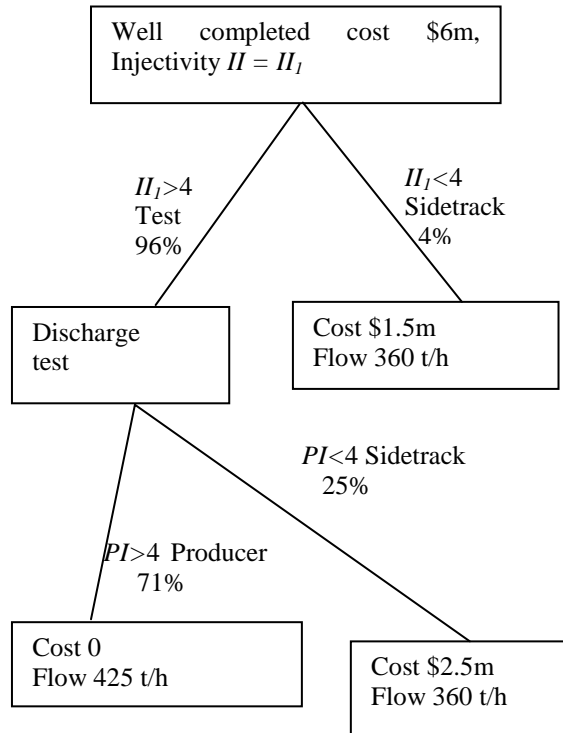 Well completed cost $6m,
Injectivity II = II1
II1>4
Test
96%
II1<4
Sidetrack
4%
Discharge
test
Cost $1.5m
Flow 360 t/h
PI<4 Sidetrack
25%
PI>4 Producer
71%
Cost 0
Flow 425 t/h
Cost $2.5m
Flow 360 t/h